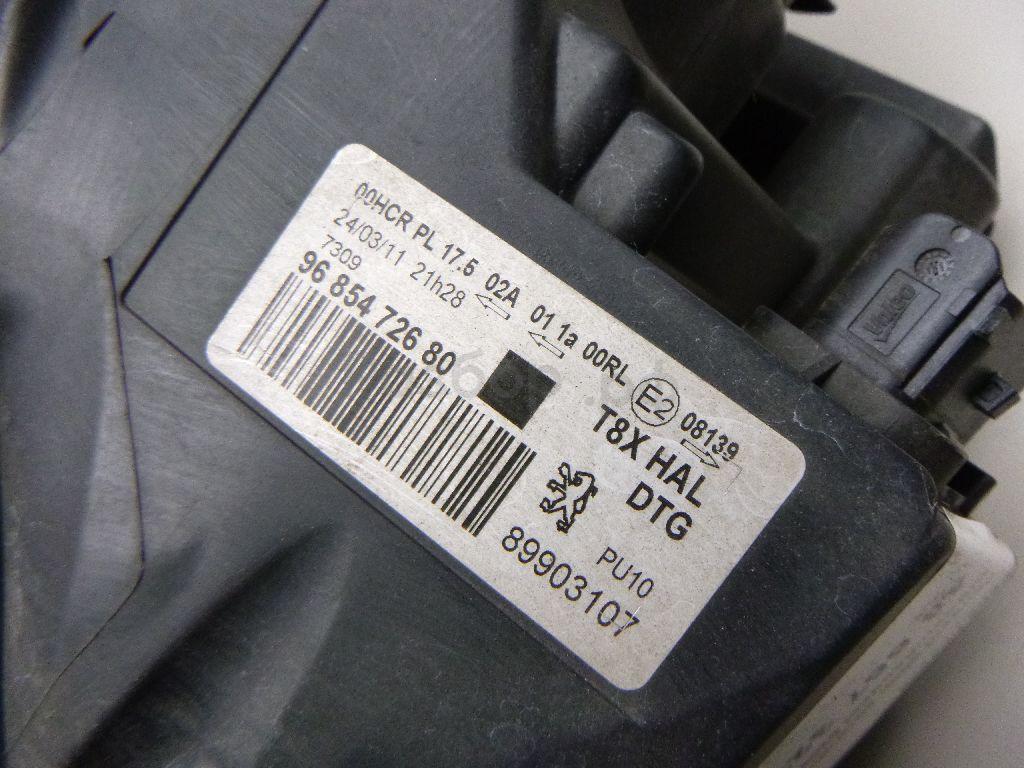 00HCR PL 17.5 02A 01 1a 00RL E2 08139
24/03/11 21h28
7309
96 854 726 80
T8X HAL
DTG
PU10
89903107
Valeo